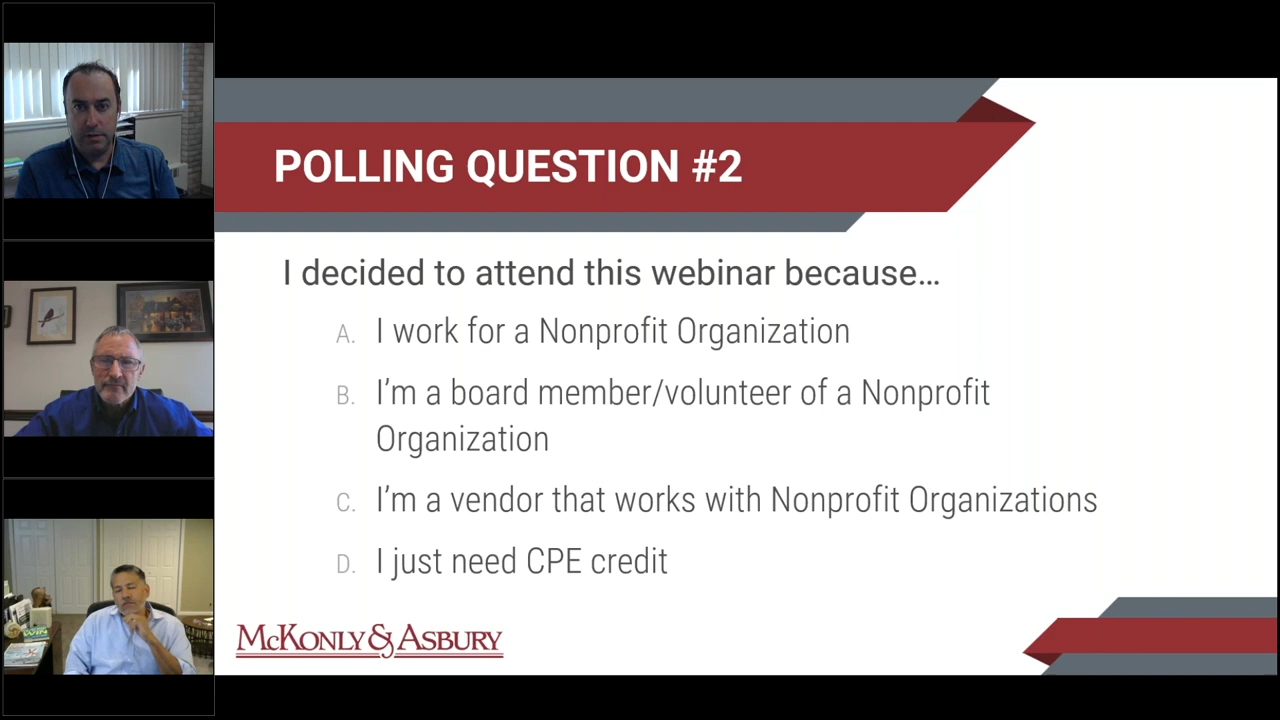 POLLING QUESTION #2
I decided to attend this webinar because…
A. I work for a Nonprofit Organization
B. I’m a board member/volunteer of a Nonprofit
Organization
C. I’m a vendor that works with Nonprofit Organizations
D. I just need CPE credit
McKonly & Asbury
WIN